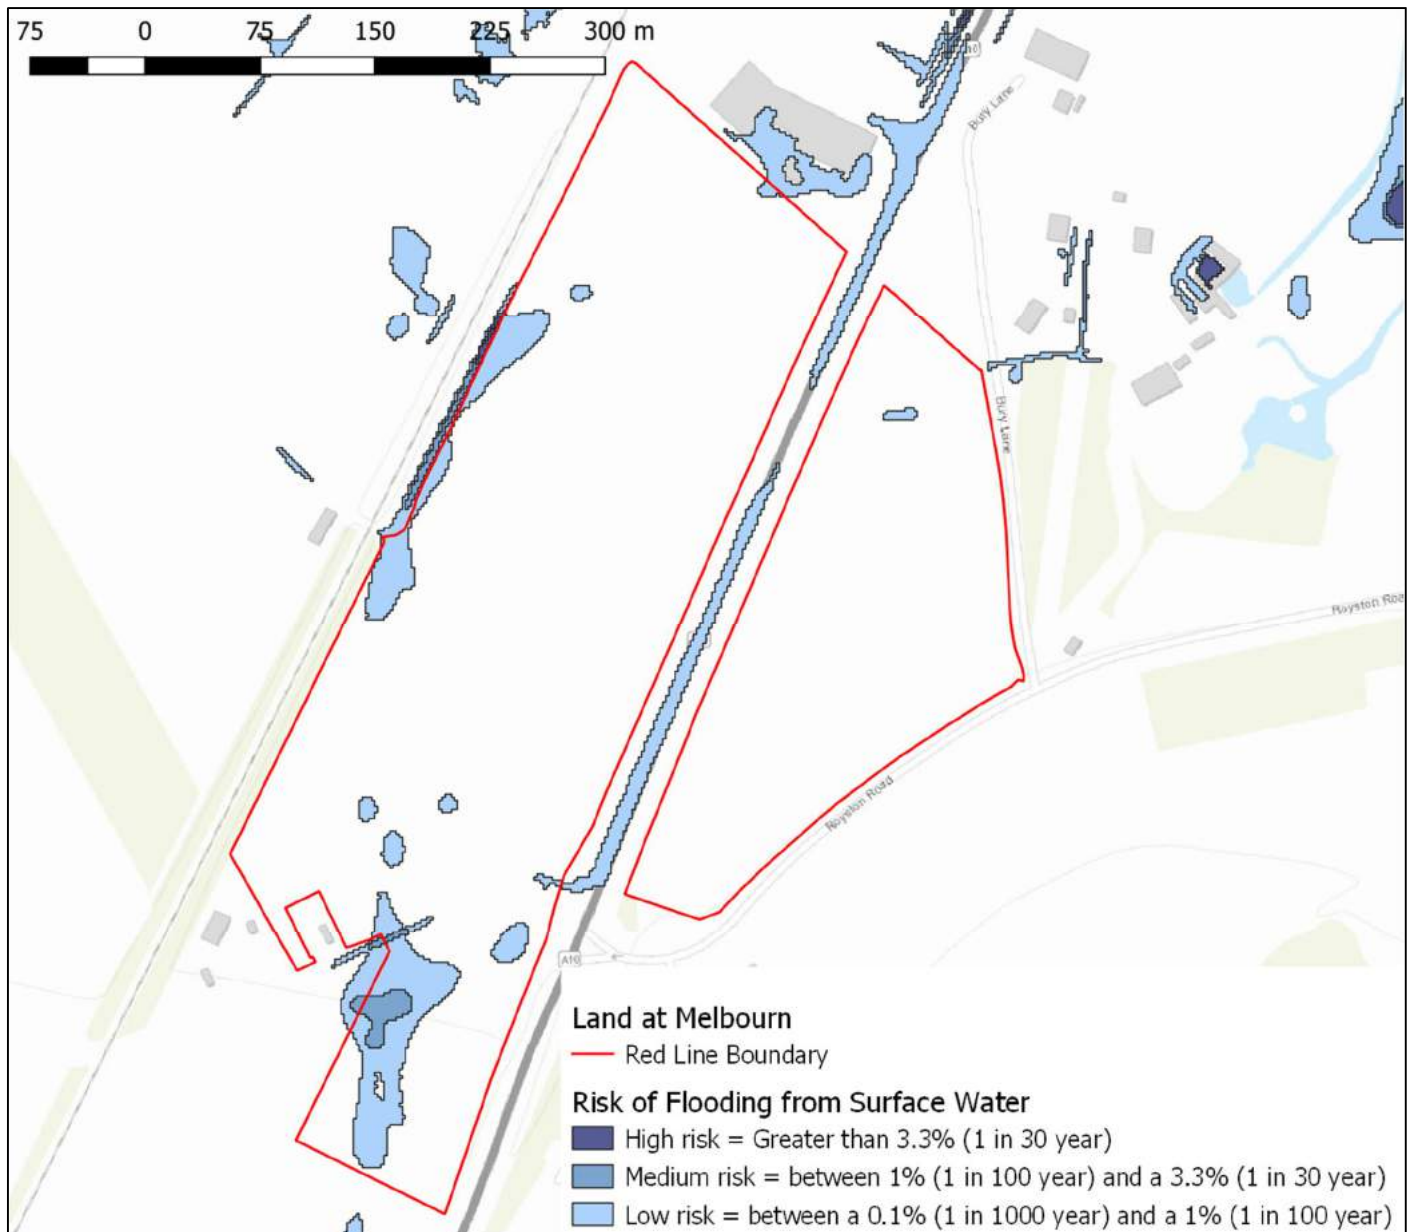 75 0 75 150 225 300 m
A10
Bury Lane
Bury Lane
Royston Road
Royston Road
A10
Land at Melbourn
Red Line Boundary
Risk of Flooding from Surface Water
High risk = Greater than 3.3% (1 in 30 year)
Medium risk = between 1% (1 in 100 year) and a 3.3% (1 in 30 year)
Low risk = between a 0.1% (1 in 1000 year) and a 1% (1 in 100 year)